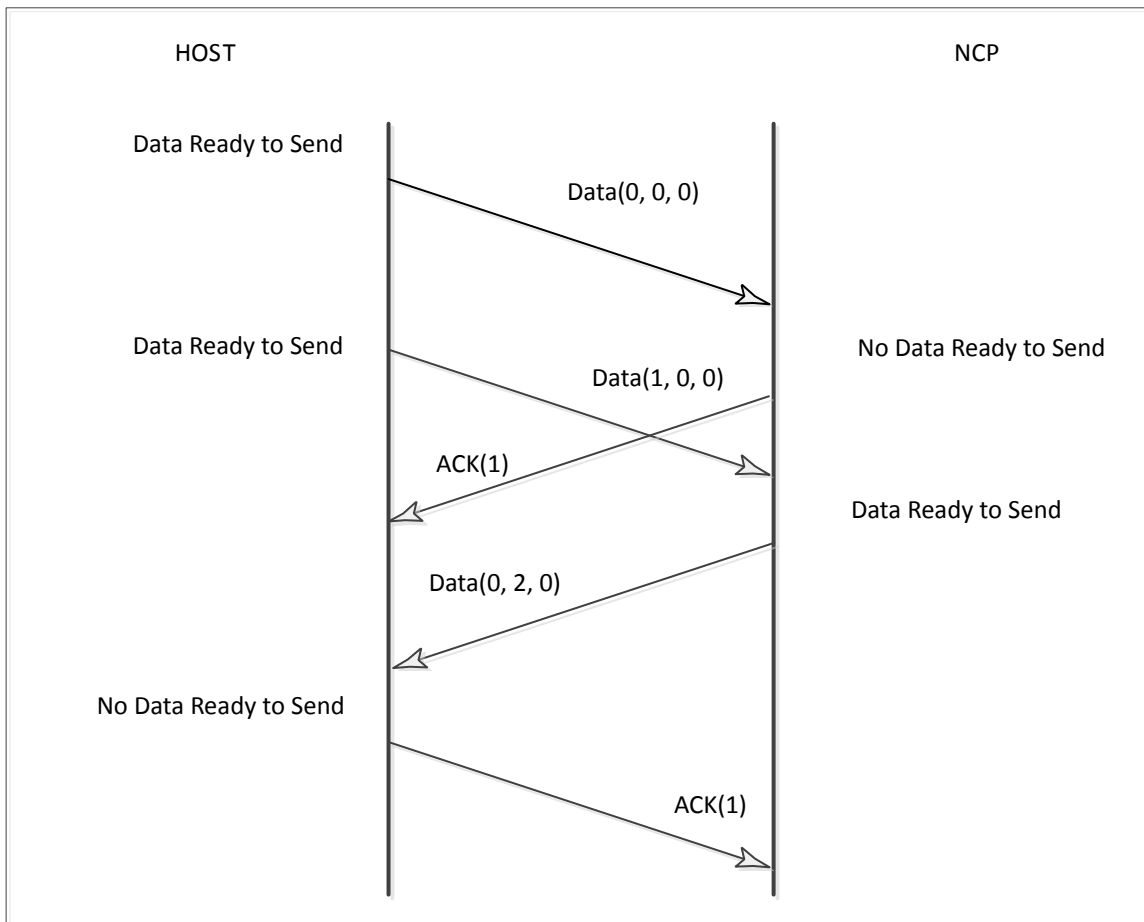 HOST
NCP
Data Ready to Send
Data(0, 0, 0)
Data Ready to Send
No Data Ready to Send
Data(1, 0, 0)
ACK(1)
Data Ready to Send
Data(0, 2, 0)
No Data Ready to Send
ACK(1)